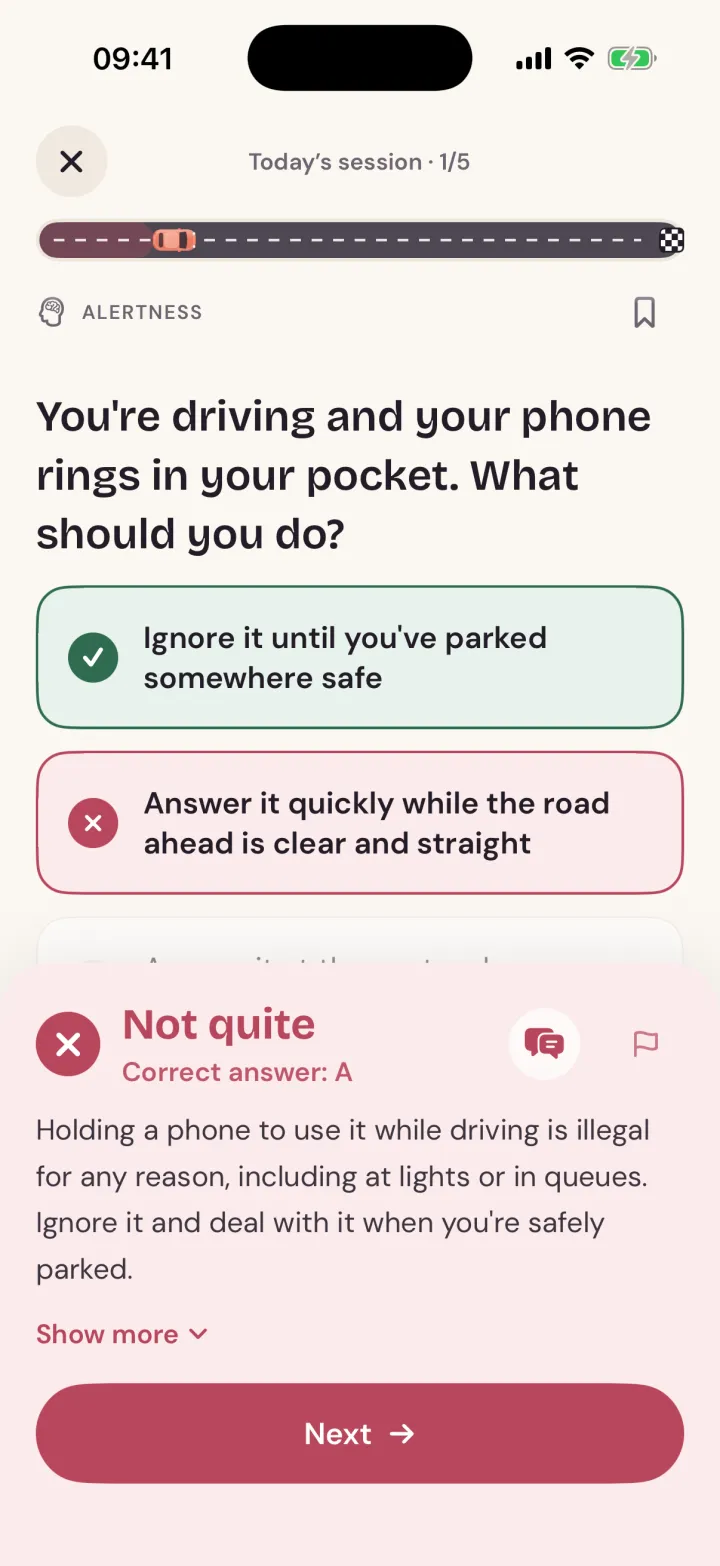 09:41
Today’s session · 1/5
ALERTNESS
You're driving and your phone
rings in your pocket. What
should you do?
Ignore it until you've parked
somewhere safe
Answer it quickly while the road
ahead is clear and straight
Not quite
Correct answer: A
Holding a phone to use it while driving is illegal
for any reason, including at lights or in queues.
Ignore it and deal with it when you're safely
parked.
Show more
Next